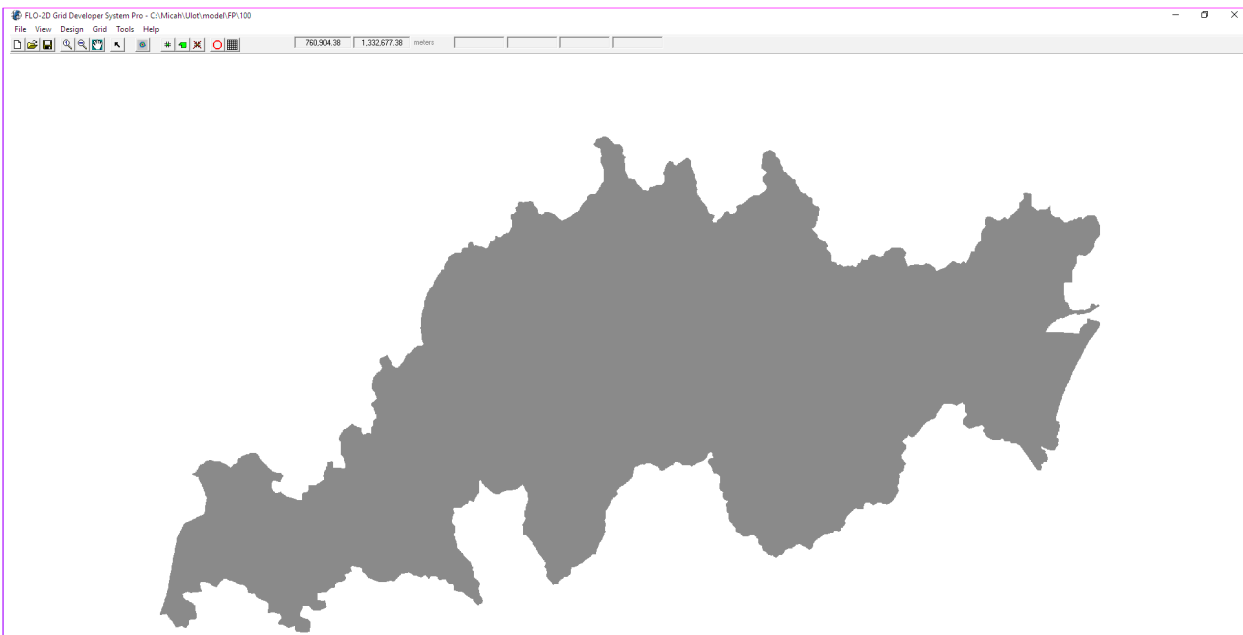 FLO-2D Grid Developer System Pro - C:\Micah\Ulot\model\FP\100
File View Design Grid Tools Help
760,904.38 1,332,677.38 meters